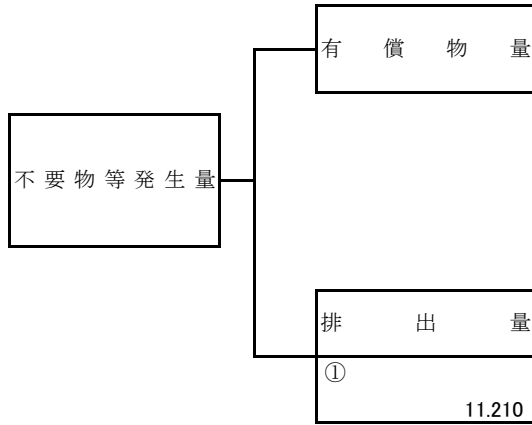 有償物量
不要物等発生量
排出量
①
11.210